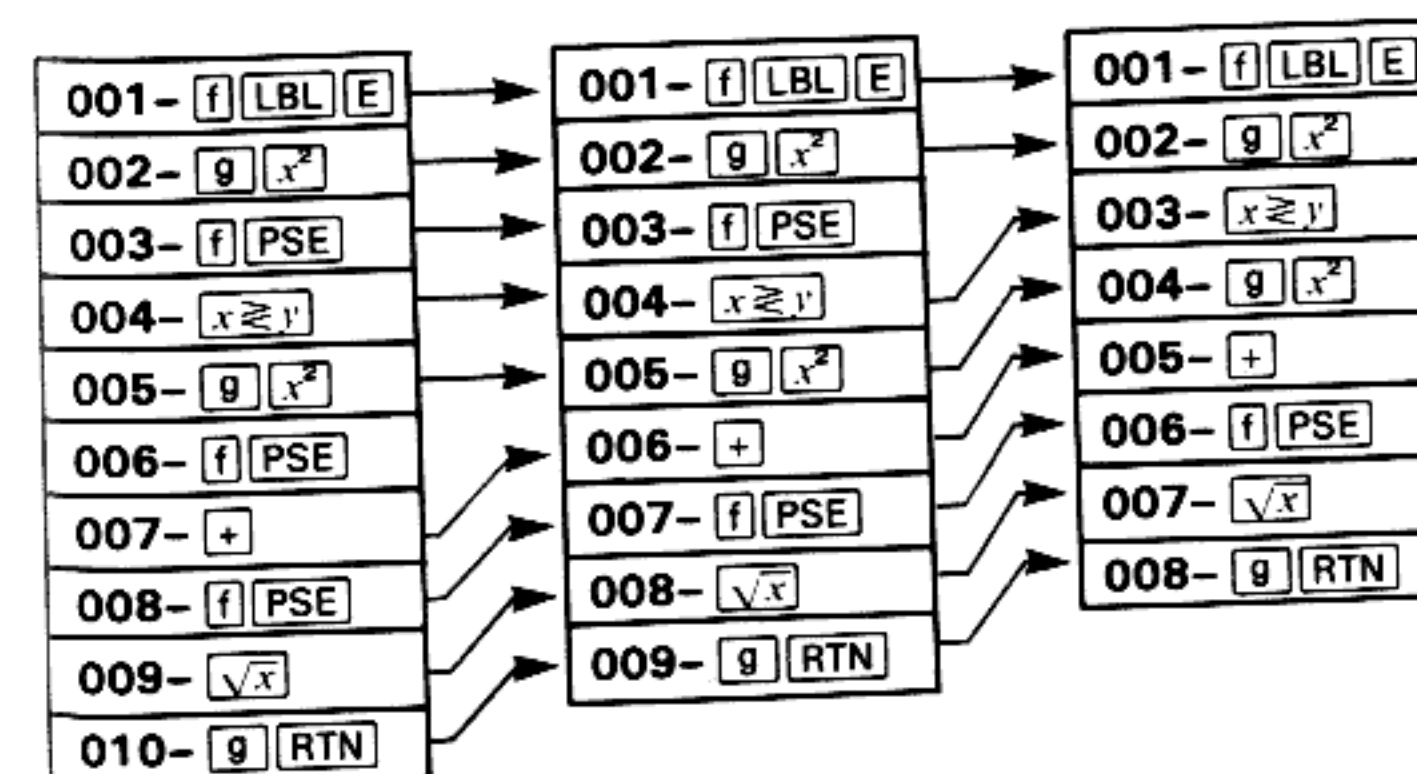 001– f LBL E
002– g x²
003– f PSE
004– x≷y
005– g x²
006– f PSE
007– +
008– f PSE
009– √x
010– g RTN
001– f LBL E
002– g x²
003– f PSE
004– x≷y
005– g x²
006– +
007– f PSE
008– √x
009– g RTN
001– f LBL E
002– g x²
003– x≷y
004– g x²
005– +
006– f PSE
007– √x
008– g RTN